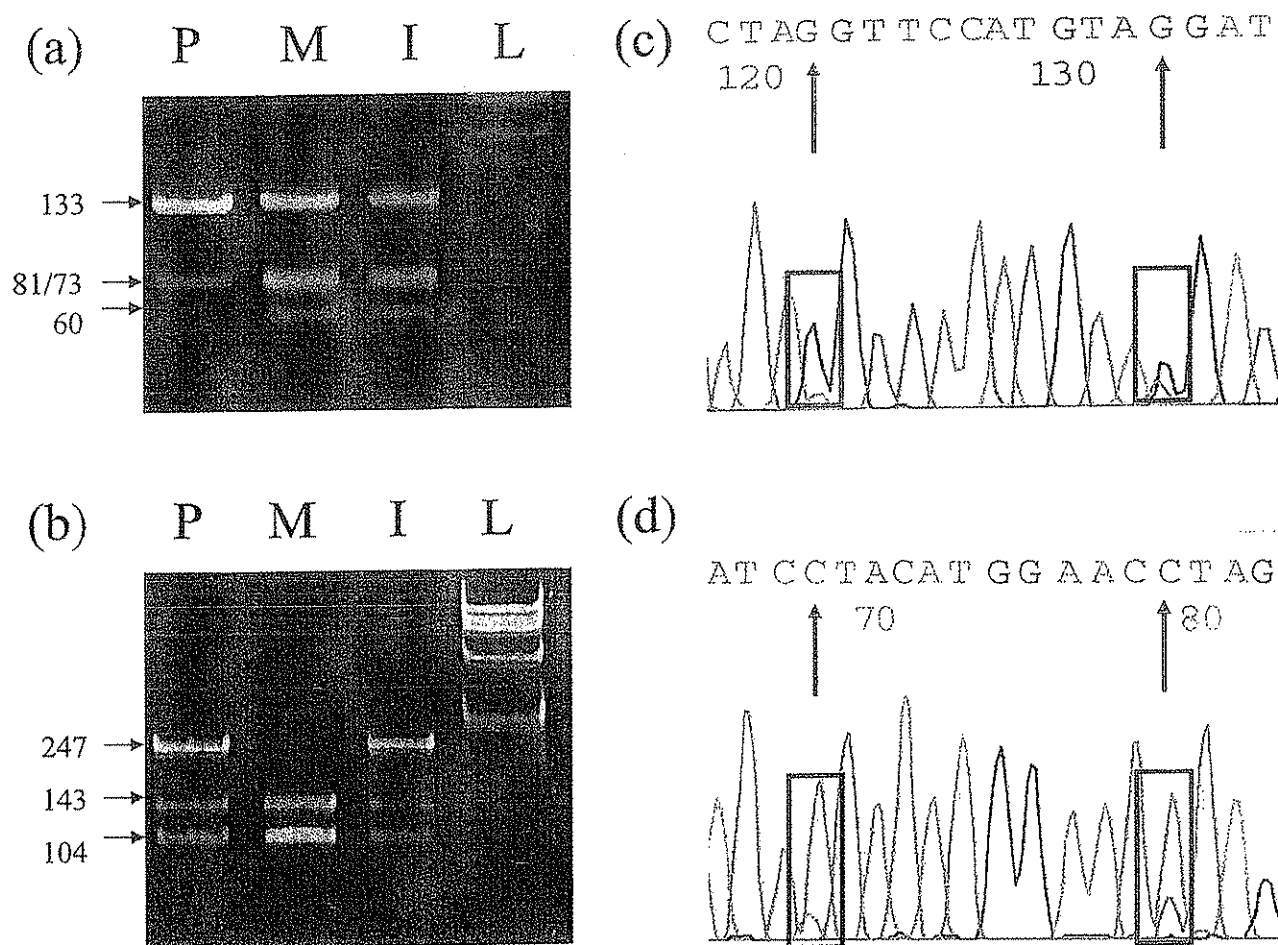 (a) P M I L
133
81/73
60
(b) P M I L
247
143
104
(c) CTAGGTTCCATGTAGGAT
120 130
(d)
ATCCTACATGGAACCTAG
70 80